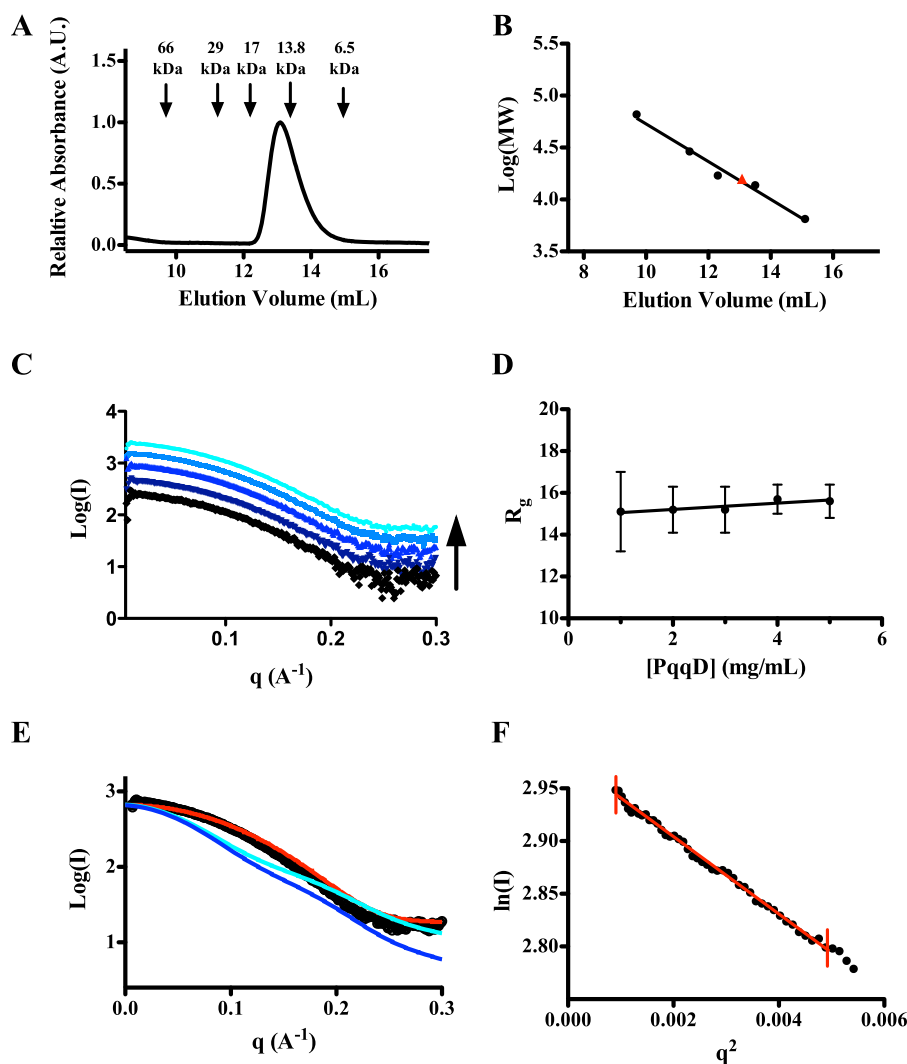 A
66 kDa
29 kDa
17 kDa
13.8 kDa
6.5 kDa
Relaltive Absorbance (A.U.)
1.5
1.0
0.5
0.0
10
12
14
16
Elution Volume (mL)
B
Log(MW)
5.5
5.0
4.5
4.0
3.5
8
10
12
14
16
Elution Volume (mL)
C
Log(I)
4
3
2
1
0
0.1
0.2
0.3
q (A-1)
D
Rg
20
18
16
14
12
10
0
2
4
6
[PqqD] (mg/mL)
E
Log(I)
3
2
1
0.0
0.1
0.2
0.3
q (A-1)
F
ln(I)
2.95
2.90
2.85
2.80
0.000
0.002
0.004
0.006
q2